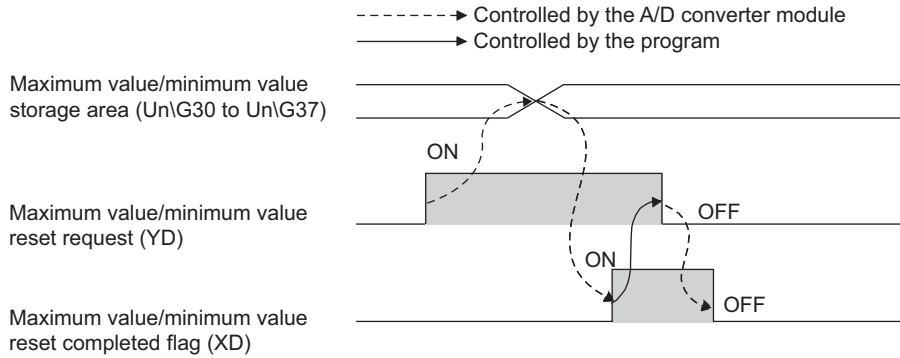 Controlled by the A/D converter module
Controlled by the program
Maximum value/minimum value
storage area (Un\G30 to Un\G37)
ON
Maximum value/minimum value
reset request (YD)
OFF
ON
Maximum value/minimum value
reset completed flag (XD)
OFF